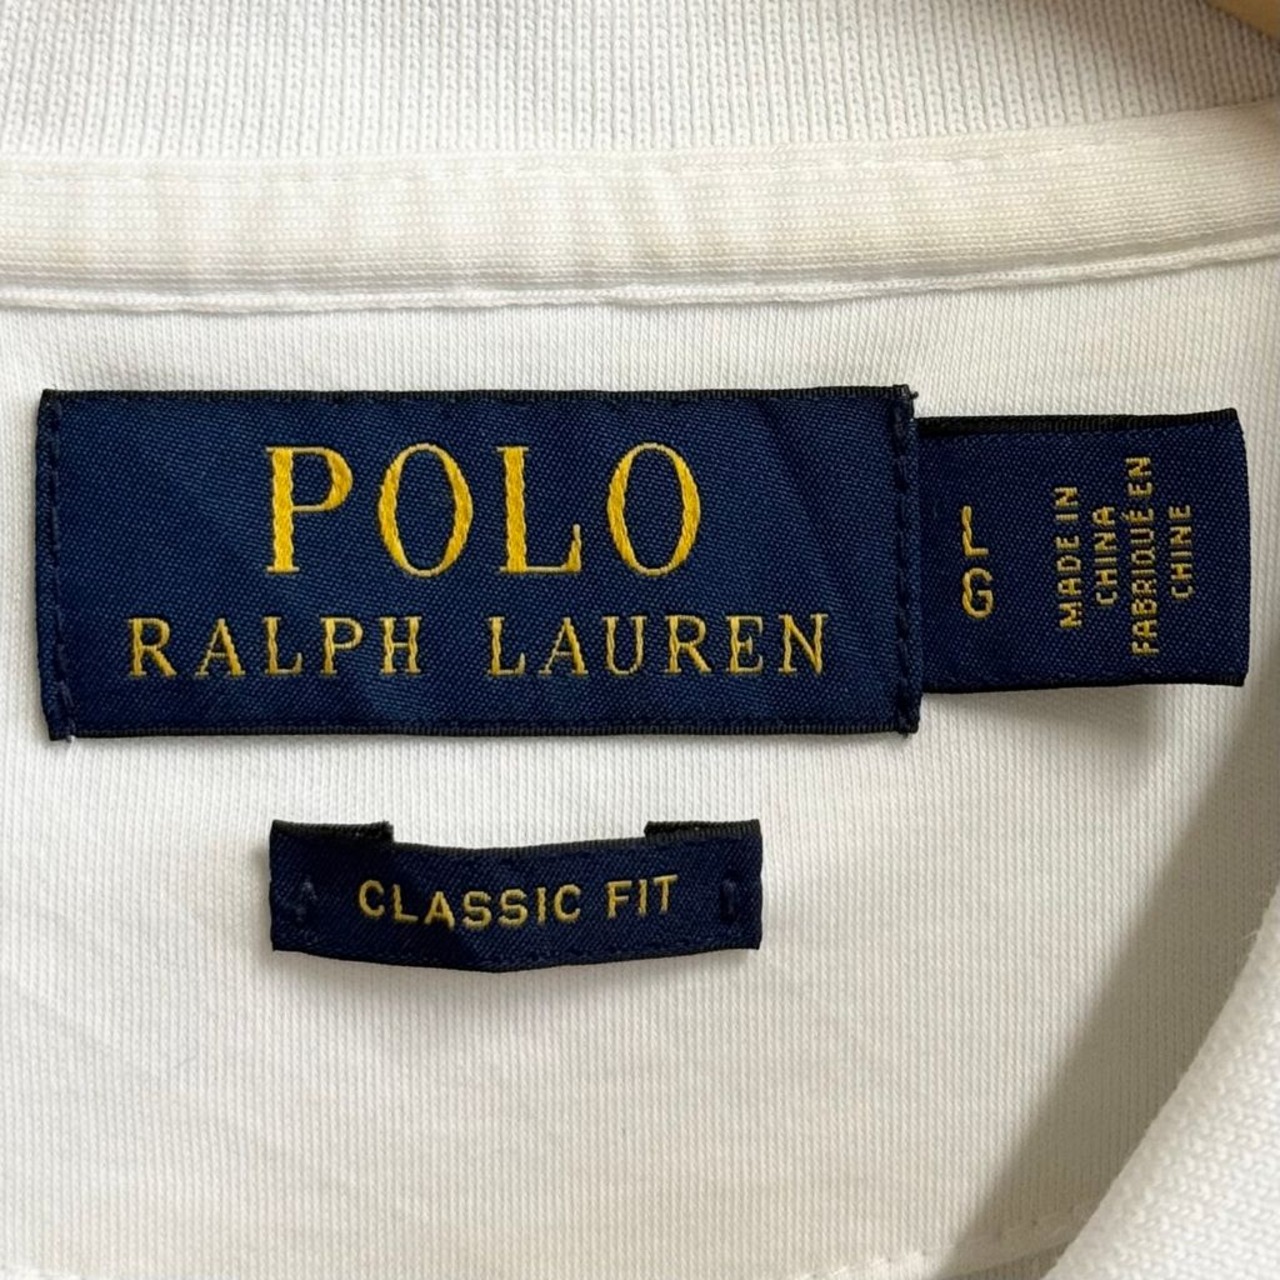 POLO
RALPH LAUREN
L
G
MADE IN
CHINA
FABRIQUÉ EN
CHINE
CLASSIC FIT